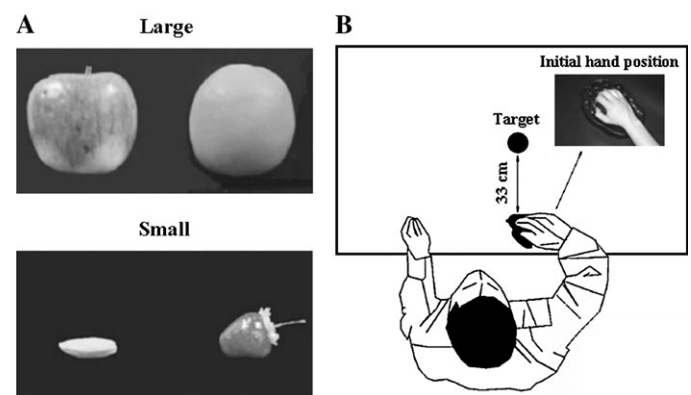 A
Large
Small
B
Initial hand position
Target
33 cm